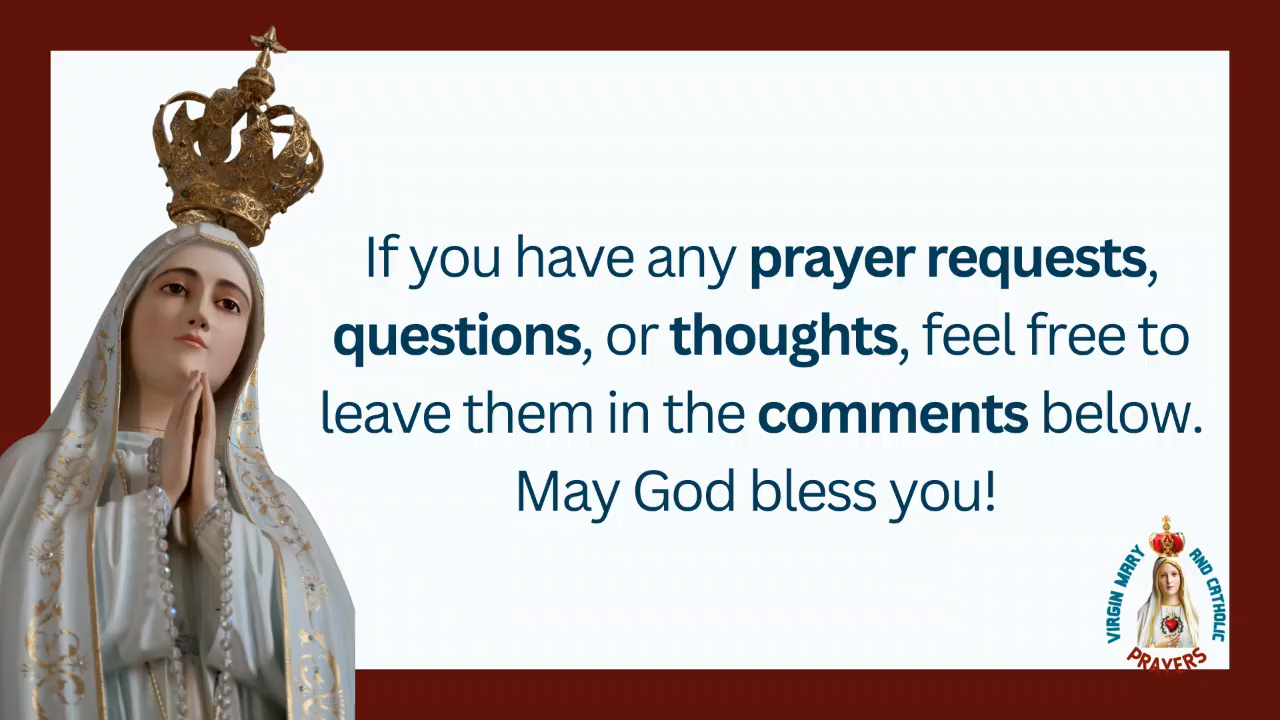 If you have any prayer requests,
questions, or thoughts, feel free to
leave them in the comments below.
May God bless you!
VIRGIN MARY
AND CATHOLIC
PRAYERS